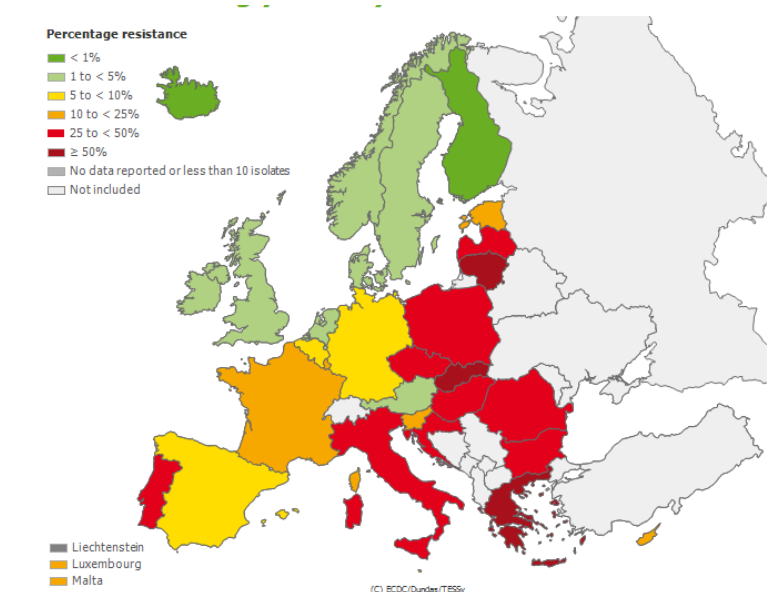 Percentage resistance
< 1%
1 to < 5%
5 to < 10%
10 to < 25%
25 to < 50%
≥ 50%
No data reported or less than 10 isolates
Not included
Liechtenstein
Luxembourg
Malta
(C) ECDC/Dundas/TESSy